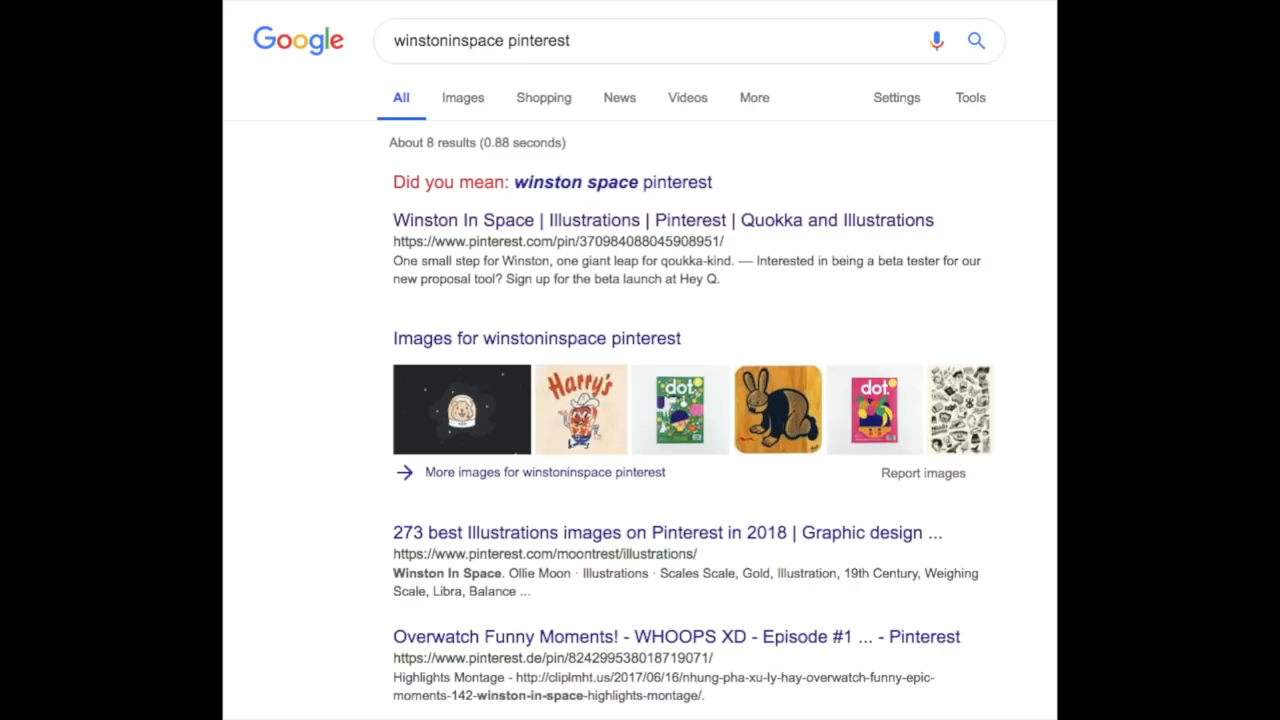 Google
winstoninspace pinterest
All Images Shopping News Videos More Settings Tools
About 8 results (0.88 seconds)
Did you mean: winston space pinterest
Winston In Space | Illustrations | Pinterest | Quokka and Illustrations
https://www.pinterest.com/pin/370984088045908951/
One small step for Winston, one giant leap for qoukka-kind. — Interested in being a beta tester for our
new proposal tool? Sign up for the beta launch at Hey Q.
Images for winstoninspace pinterest
Harry's
dot.
dot.
More images for winstoninspace pinterest
Report images
273 best Illustrations images on Pinterest in 2018 | Graphic design ...
https://www.pinterest.com/moontrest/illustrations/
Winston In Space. Ollie Moon · Illustrations · Scales Scale, Gold, Illustration, 19th Century, Weighing
Scale, Libra, Balance ...
Overwatch Funny Moments! - WHOOPS XD - Episode #1 ... - Pinterest
https://www.pinterest.de/pin/824299538018719071/
Highlights Montage - http://cliplmht.us/2017/06/16/nhung-pha-xu-ly-hay-overwatch-funny-epic-
moments-142-winston-in-space-highlights-montage/.